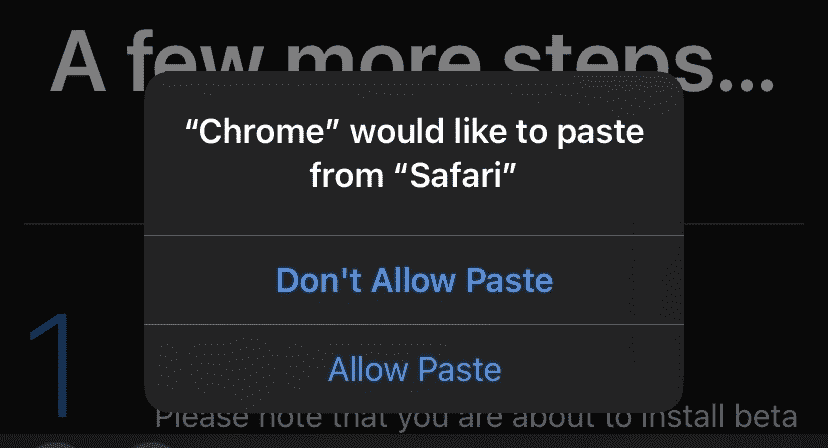 A few more steps...
“Chrome” would like to paste
from “Safari”
Don't Allow Paste
1
Allow Paste
Please note that you are about to install beta